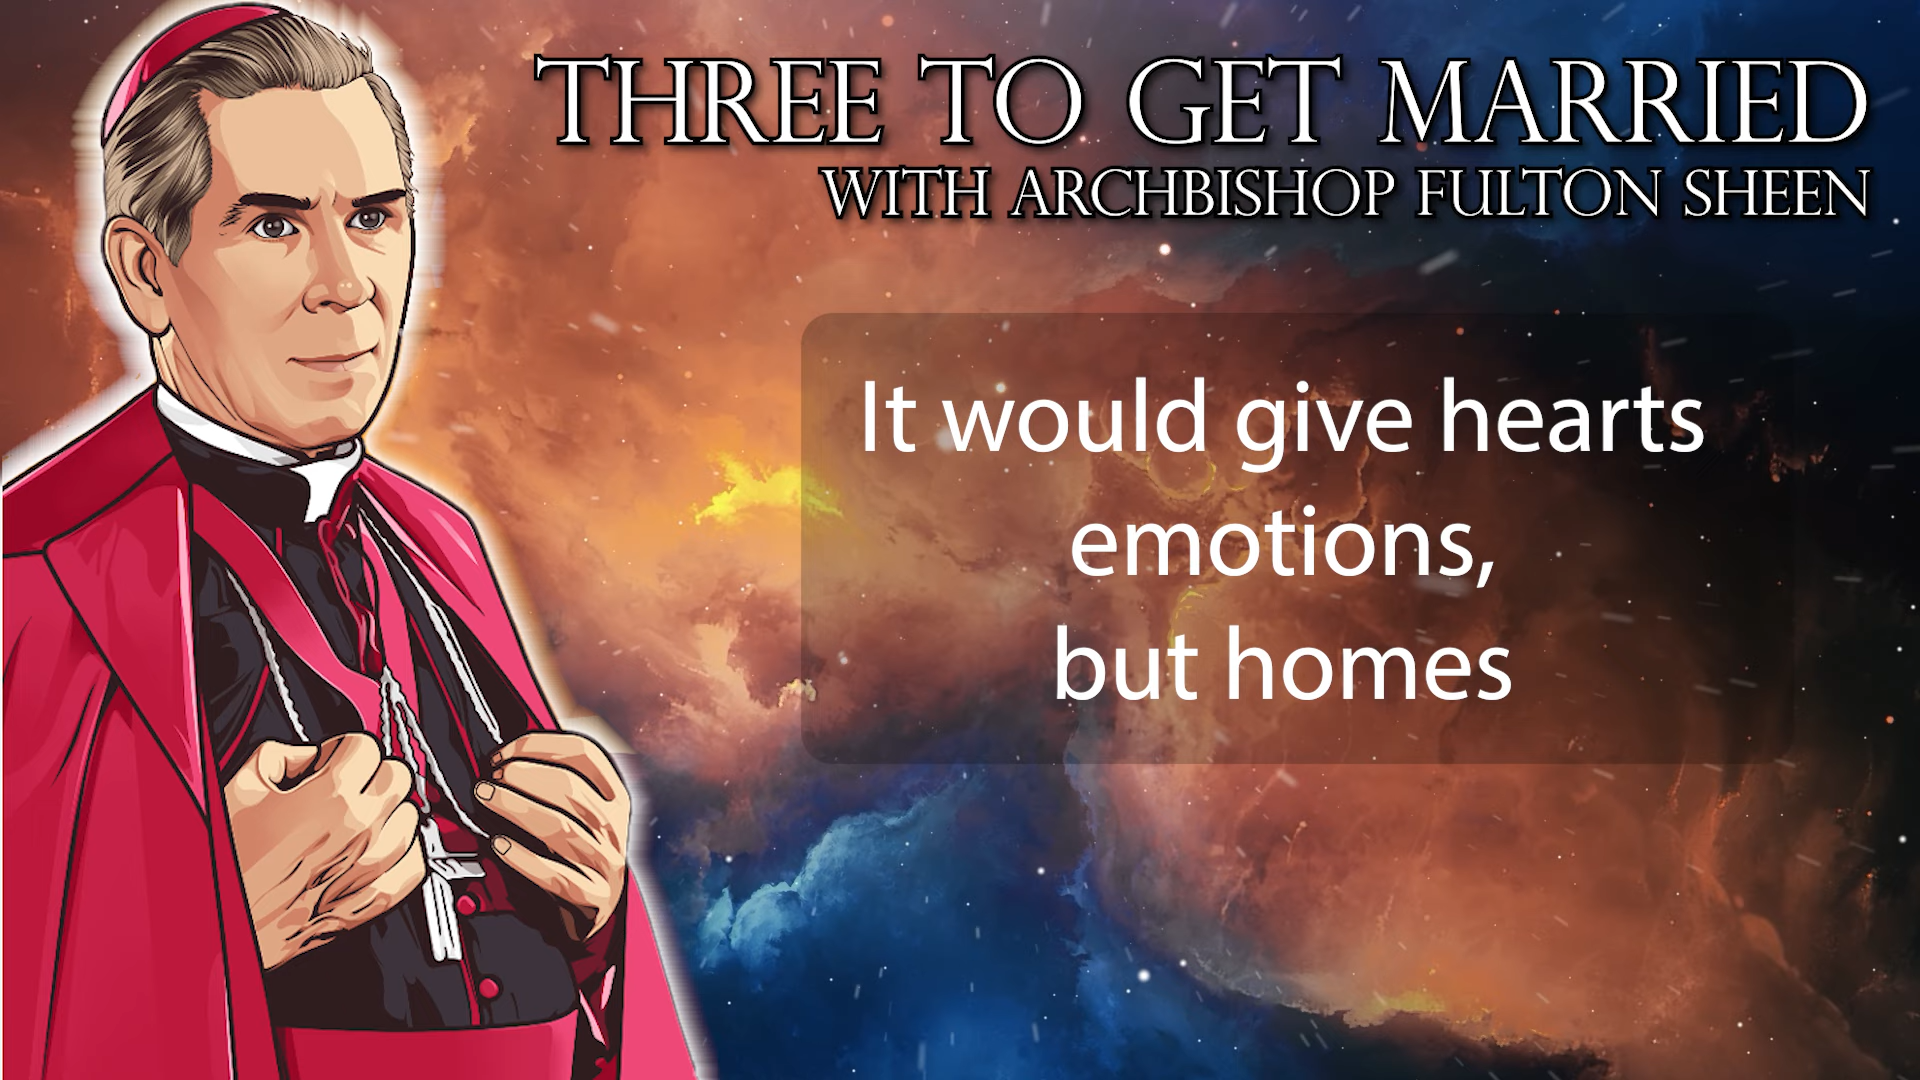 THREE TO GET MARRIED
WITH ARCHBISHOP FULTON SHEEN
It would give hearts
emotions,
but homes